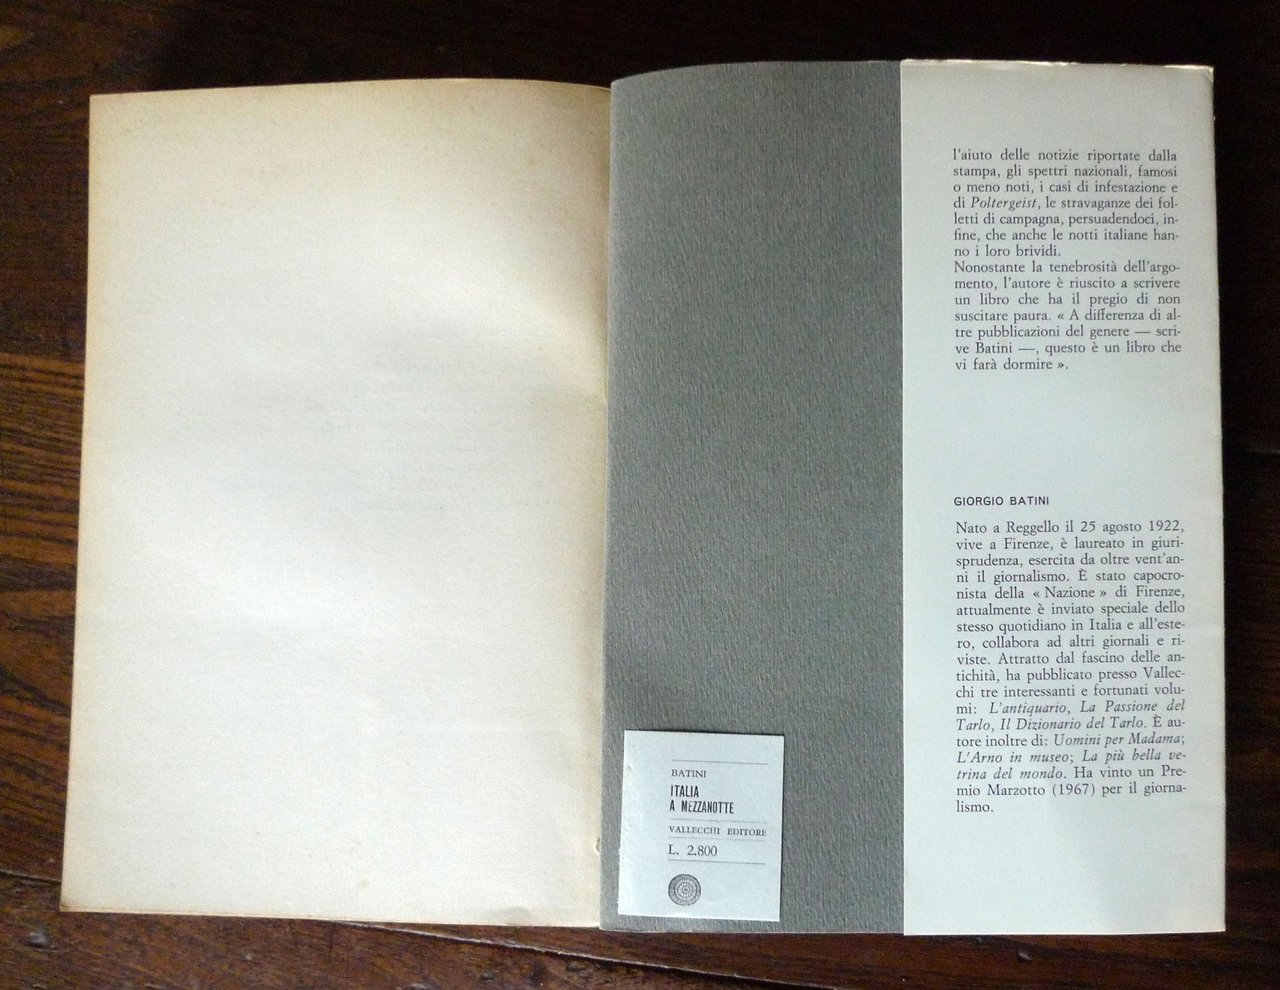 l'aiuto delle notizie riportate dalla
stampa, gli spettri nazionali, famosi
o meno noti, i casi di infestazione e
di Poltergeist, le stravaganze dei fol-
letti di campagna, persuadendoci, in-
fine, che anche le notti italiane han-
no i loro brividi.
Nonostante la tenebrosità dell'argo-
mento, l'autore è riuscito a scrivere
un libro che ha il pregio di non
suscitare paura. « A differenza di al-
tre pubblicazioni del genere — scri-
ve Batini —, questo è un libro che
vi farà dormire ».
GIORGIO BATINI
Nato a Reggello il 25 agosto 1922,
vive a Firenze, è laureato in giuri-
sprudenza, esercita da oltre vent'an-
ni il giornalismo. È stato capocro-
nista della « Nazione » di Firenze,
attualmente è inviato speciale dello
stesso quotidiano in Italia e all'este-
ro, collabora ad altri giornali e ri-
viste. Attratto dal fascino delle an-
tichità, ha pubblicato presso Vallec-
chi tre interessanti e fortunati volu-
mi: L'antiquario, La Passione del
Tarlo, Il Dizionario del Tarlo. È au-
tore inoltre di: Uomini per Madama;
L'Arno in museo; La più bella ve-
trina del mondo. Ha vinto un Pre-
mio Marzotto (1967) per il giorna-
lismo.
BATINI
ITALIA
A MEZZANOTTE
VALLECCHI EDITORE
L. 2.800